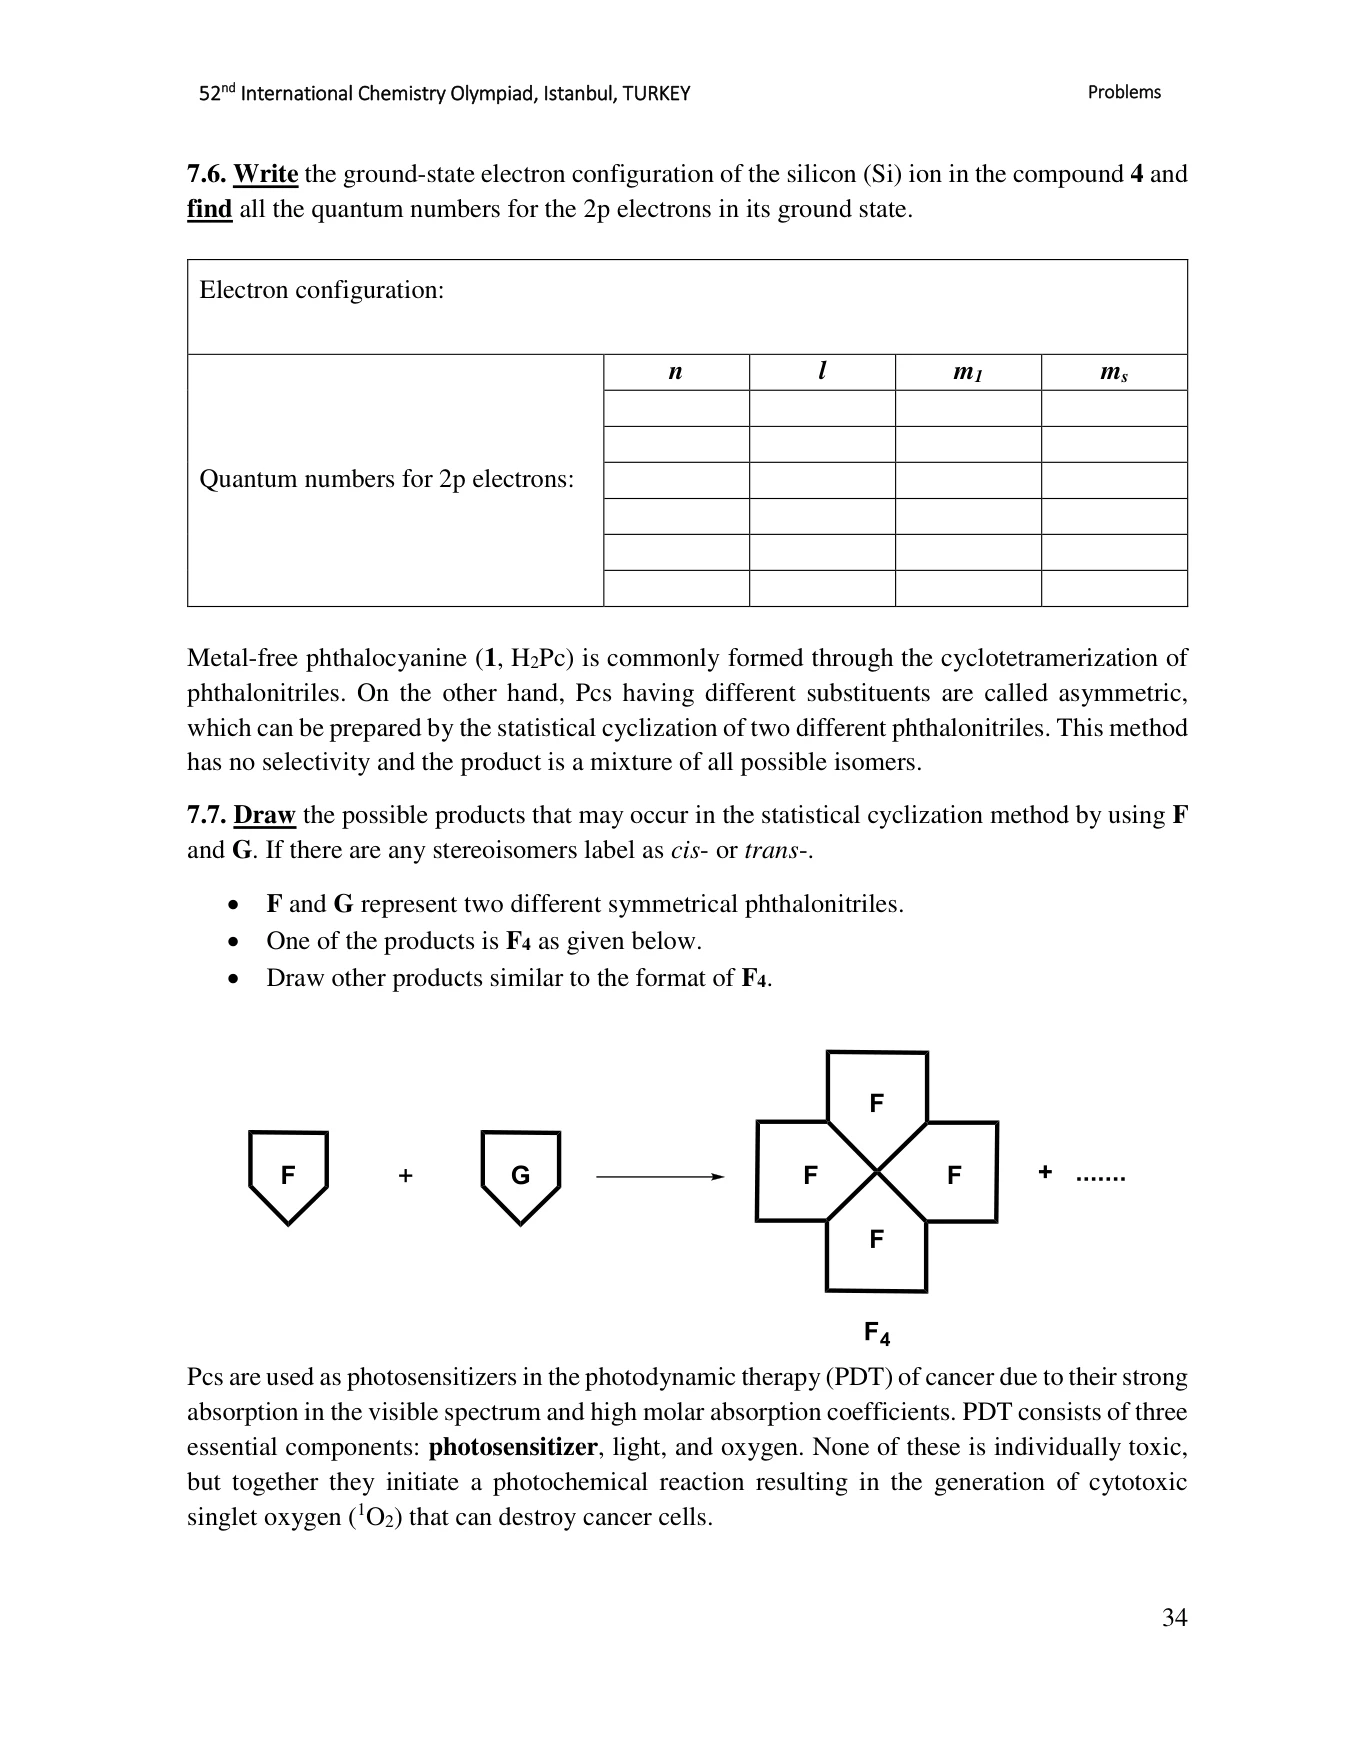 52nd International Chemistry Olympiad, Istanbul, TURKEY Problems
7.6. Write the ground-state electron configuration of the silicon (Si) ion in the compound 4 and
find all the quantum numbers for the 2p electrons in its ground state.
Electron configuration:
n l m1 ms
Quantum numbers for 2p electrons:
Metal-free phthalocyanine (1, H2Pc) is commonly formed through the cyclotetramerization of
phthalonitriles. On the other hand, Pcs having different substituents are called asymmetric,
which can be prepared by the statistical cyclization of two different phthalonitriles. This method
has no selectivity and the product is a mixture of all possible isomers.
7.7. Draw the possible products that may occur in the statistical cyclization method by using F
and G. If there are any stereoisomers label as cis- or trans-.
• F and G represent two different symmetrical phthalonitriles.
• One of the products is F4 as given below.
• Draw other products similar to the format of F4.
F
F + G F F + .......
F
F4
Pcs are used as photosensitizers in the photodynamic therapy (PDT) of cancer due to their strong
absorption in the visible spectrum and high molar absorption coefficients. PDT consists of three
essential components: photosensitizer, light, and oxygen. None of these is individually toxic,
but together they initiate a photochemical reaction resulting in the generation of cytotoxic
singlet oxygen (1O2) that can destroy cancer cells.
34